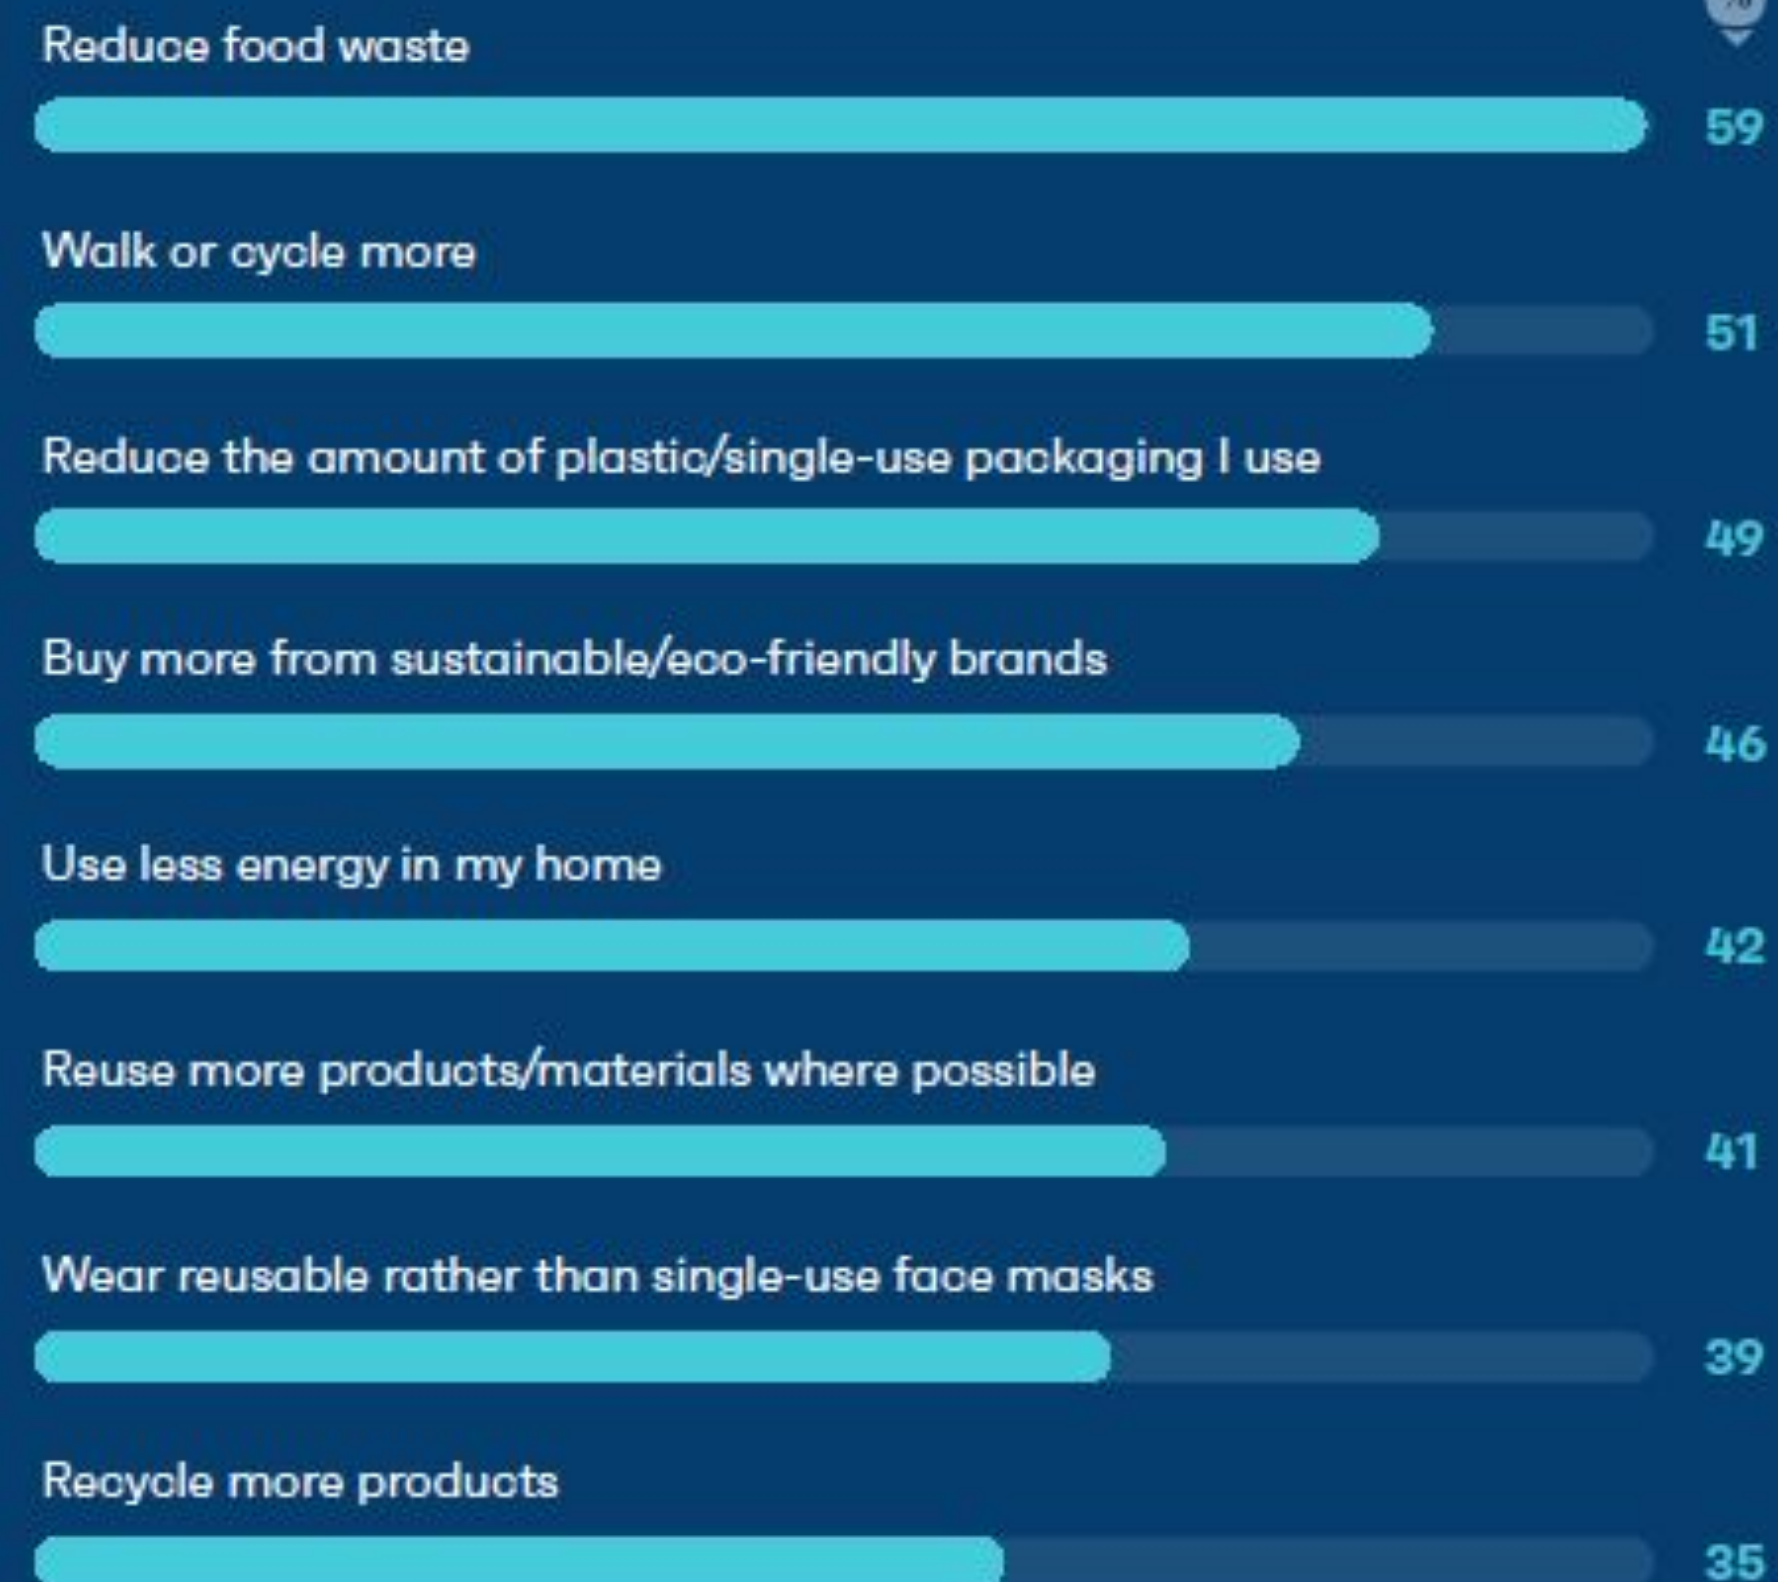 Reduce food waste
59
Walk or cycle more
51
Reduce the amount of plastic/single-use packaging I use
49
Buy more from sustainable/eco-friendly brands
46
Use less energy in my home
42
Reuse more products/materials where possible
41
Wear reusable rather than single-use face masks
39
Recycle more products
35